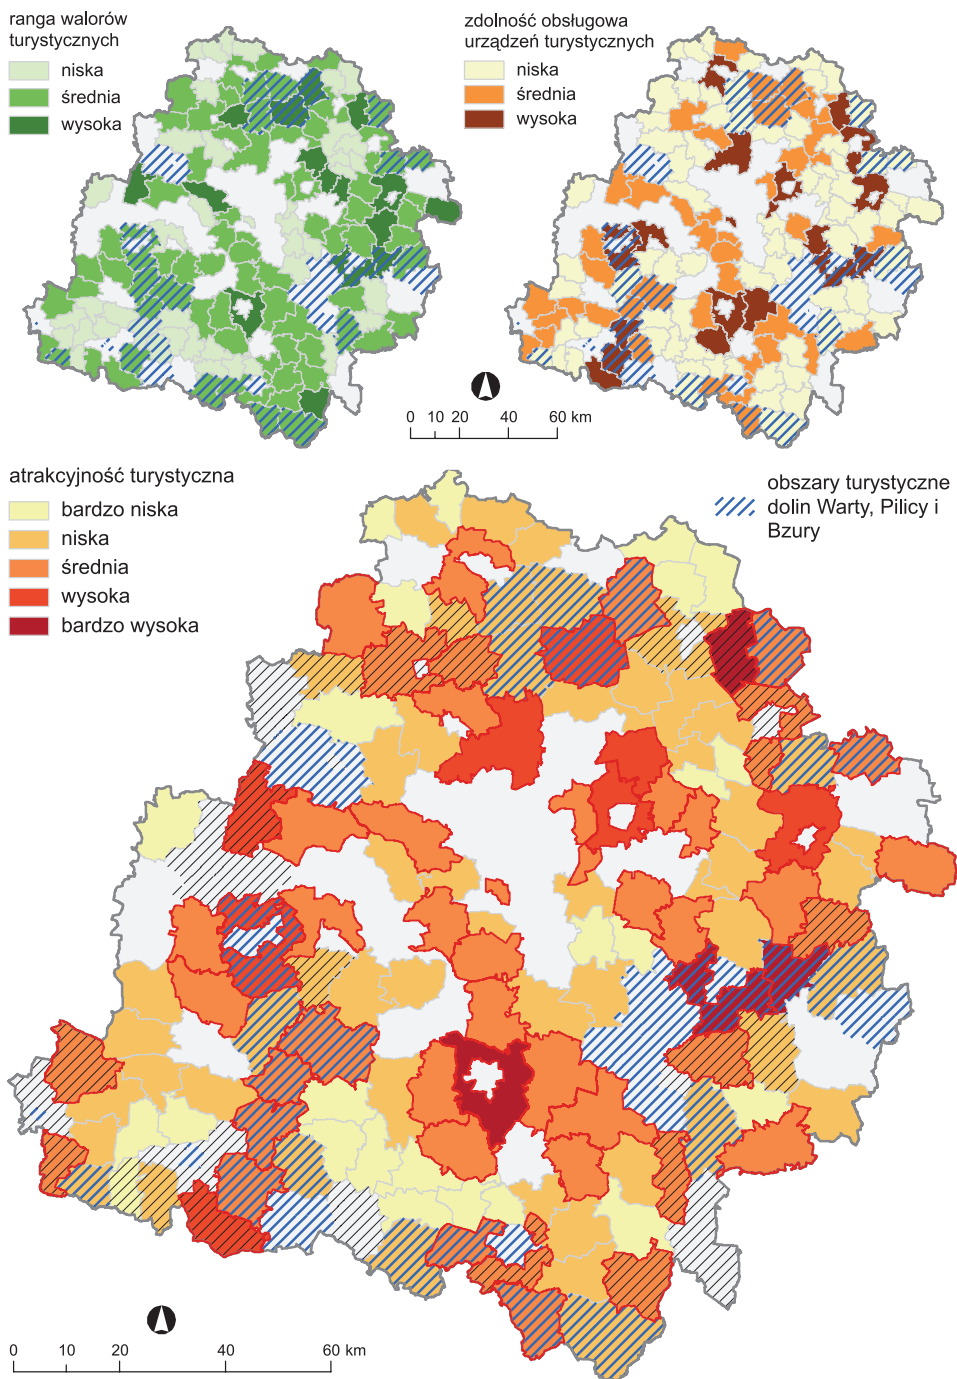 ranga walorów
turystycznych
niska
średnia
wysoka
zdolność obsługowa
urządzeń turystycznych
niska
średnia
wysoka
0 10 20 40 60 km
atrakcyjność turystyczna
bardzo niska
niska
średnia
wysoka
bardzo wysoka
obszary turystyczne
dolin Warty, Pilicy i
Bzury
0 10 20 40 60 km